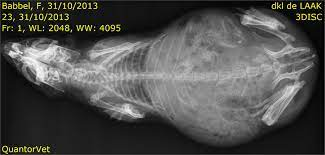 Babbel, F, 31/10/2013
23, 31/10/2013
Fr: 1, WL: 2048, WW: 4095
dkl de LAAK
3DISC
QuantorVet